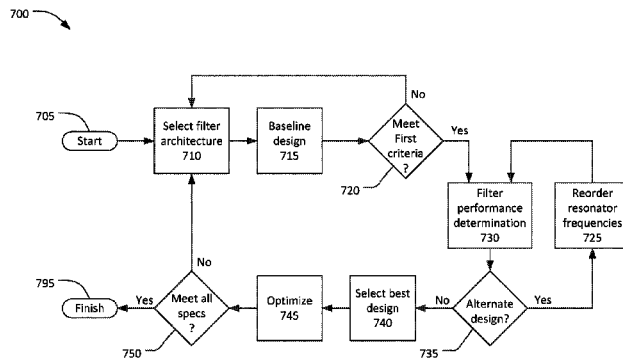 700
No
705
Start
Select filter
architecture
710
Baseline
design
715
Meet
First
criteria
?
720
Yes
Filter
performance
determination
730
Reorder
resonator
frequencies
725
795
Finish
Yes
No
Meet all
specs
?
750
Optimize
745
Select best
design
740
No
Alternate
design?
735
Yes